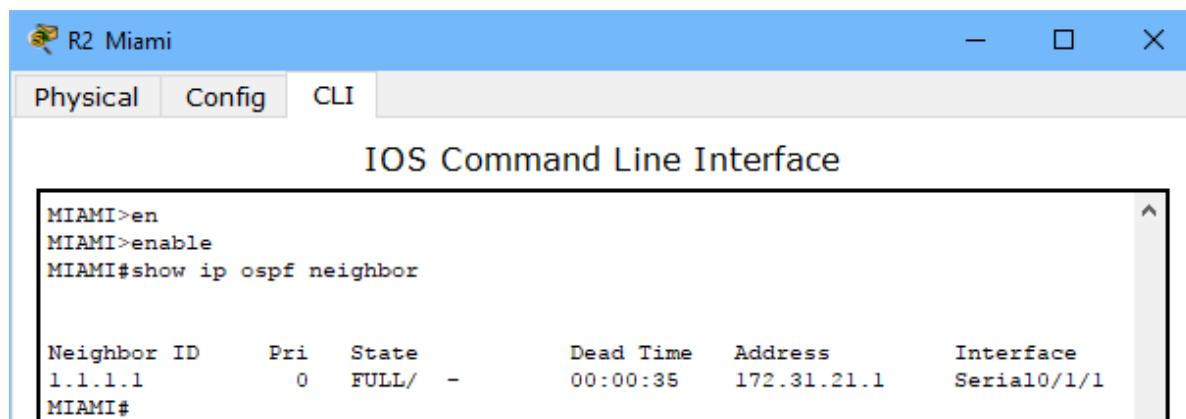 R2 Miami
Physical Config CLI
IOS Command Line Interface
MIAMI>en
MIAMI>enable
MIAMI#show ip ospf neighbor
Neighbor ID Pri State Dead Time Address Interface
1.1.1.1 0 FULL/ - 00:00:35 172.31.21.1 Serial0/1/1
MIAMI#